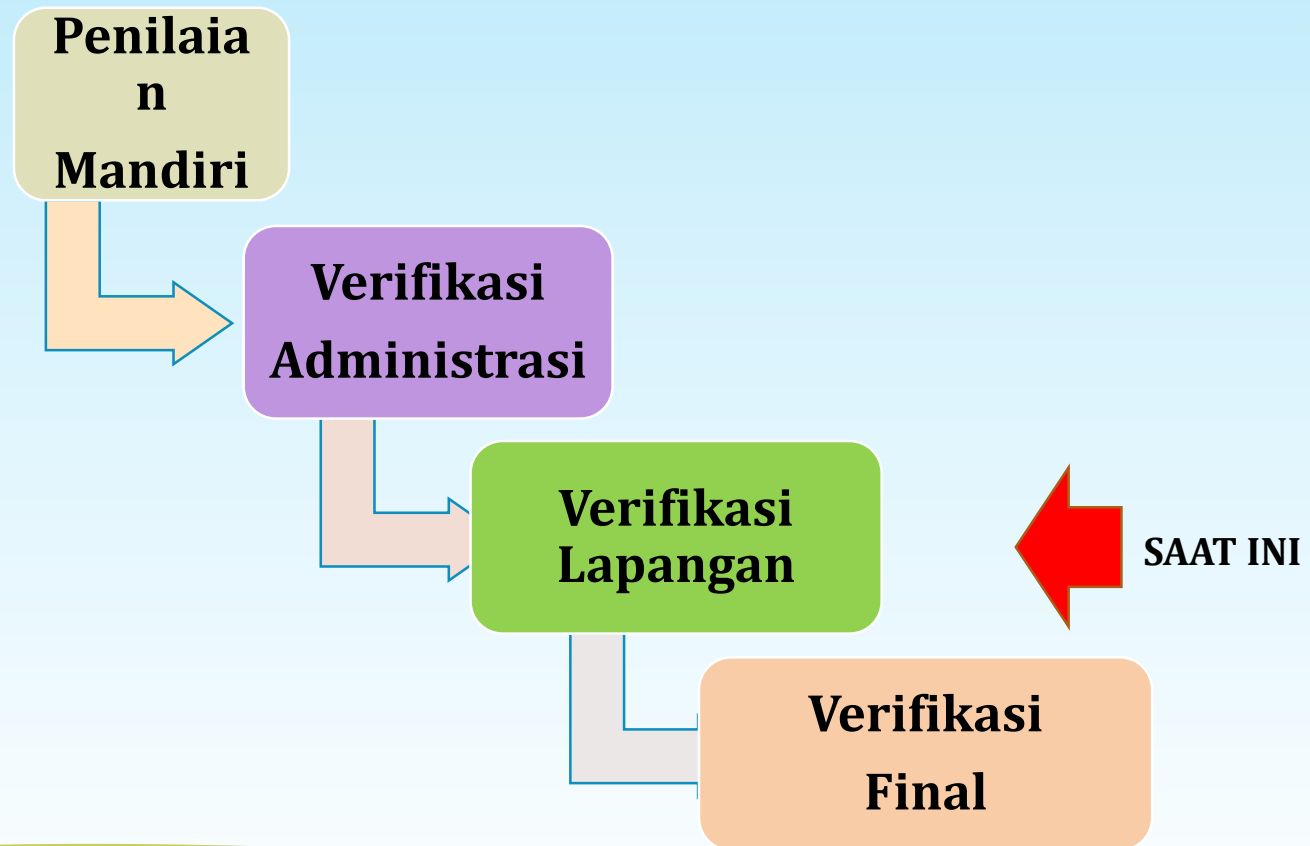 Penilaia
n
Mandiri
Verifikasi
Administrasi
Verifikasi
Lapangan
SAAT INI
Verifikasi
Final